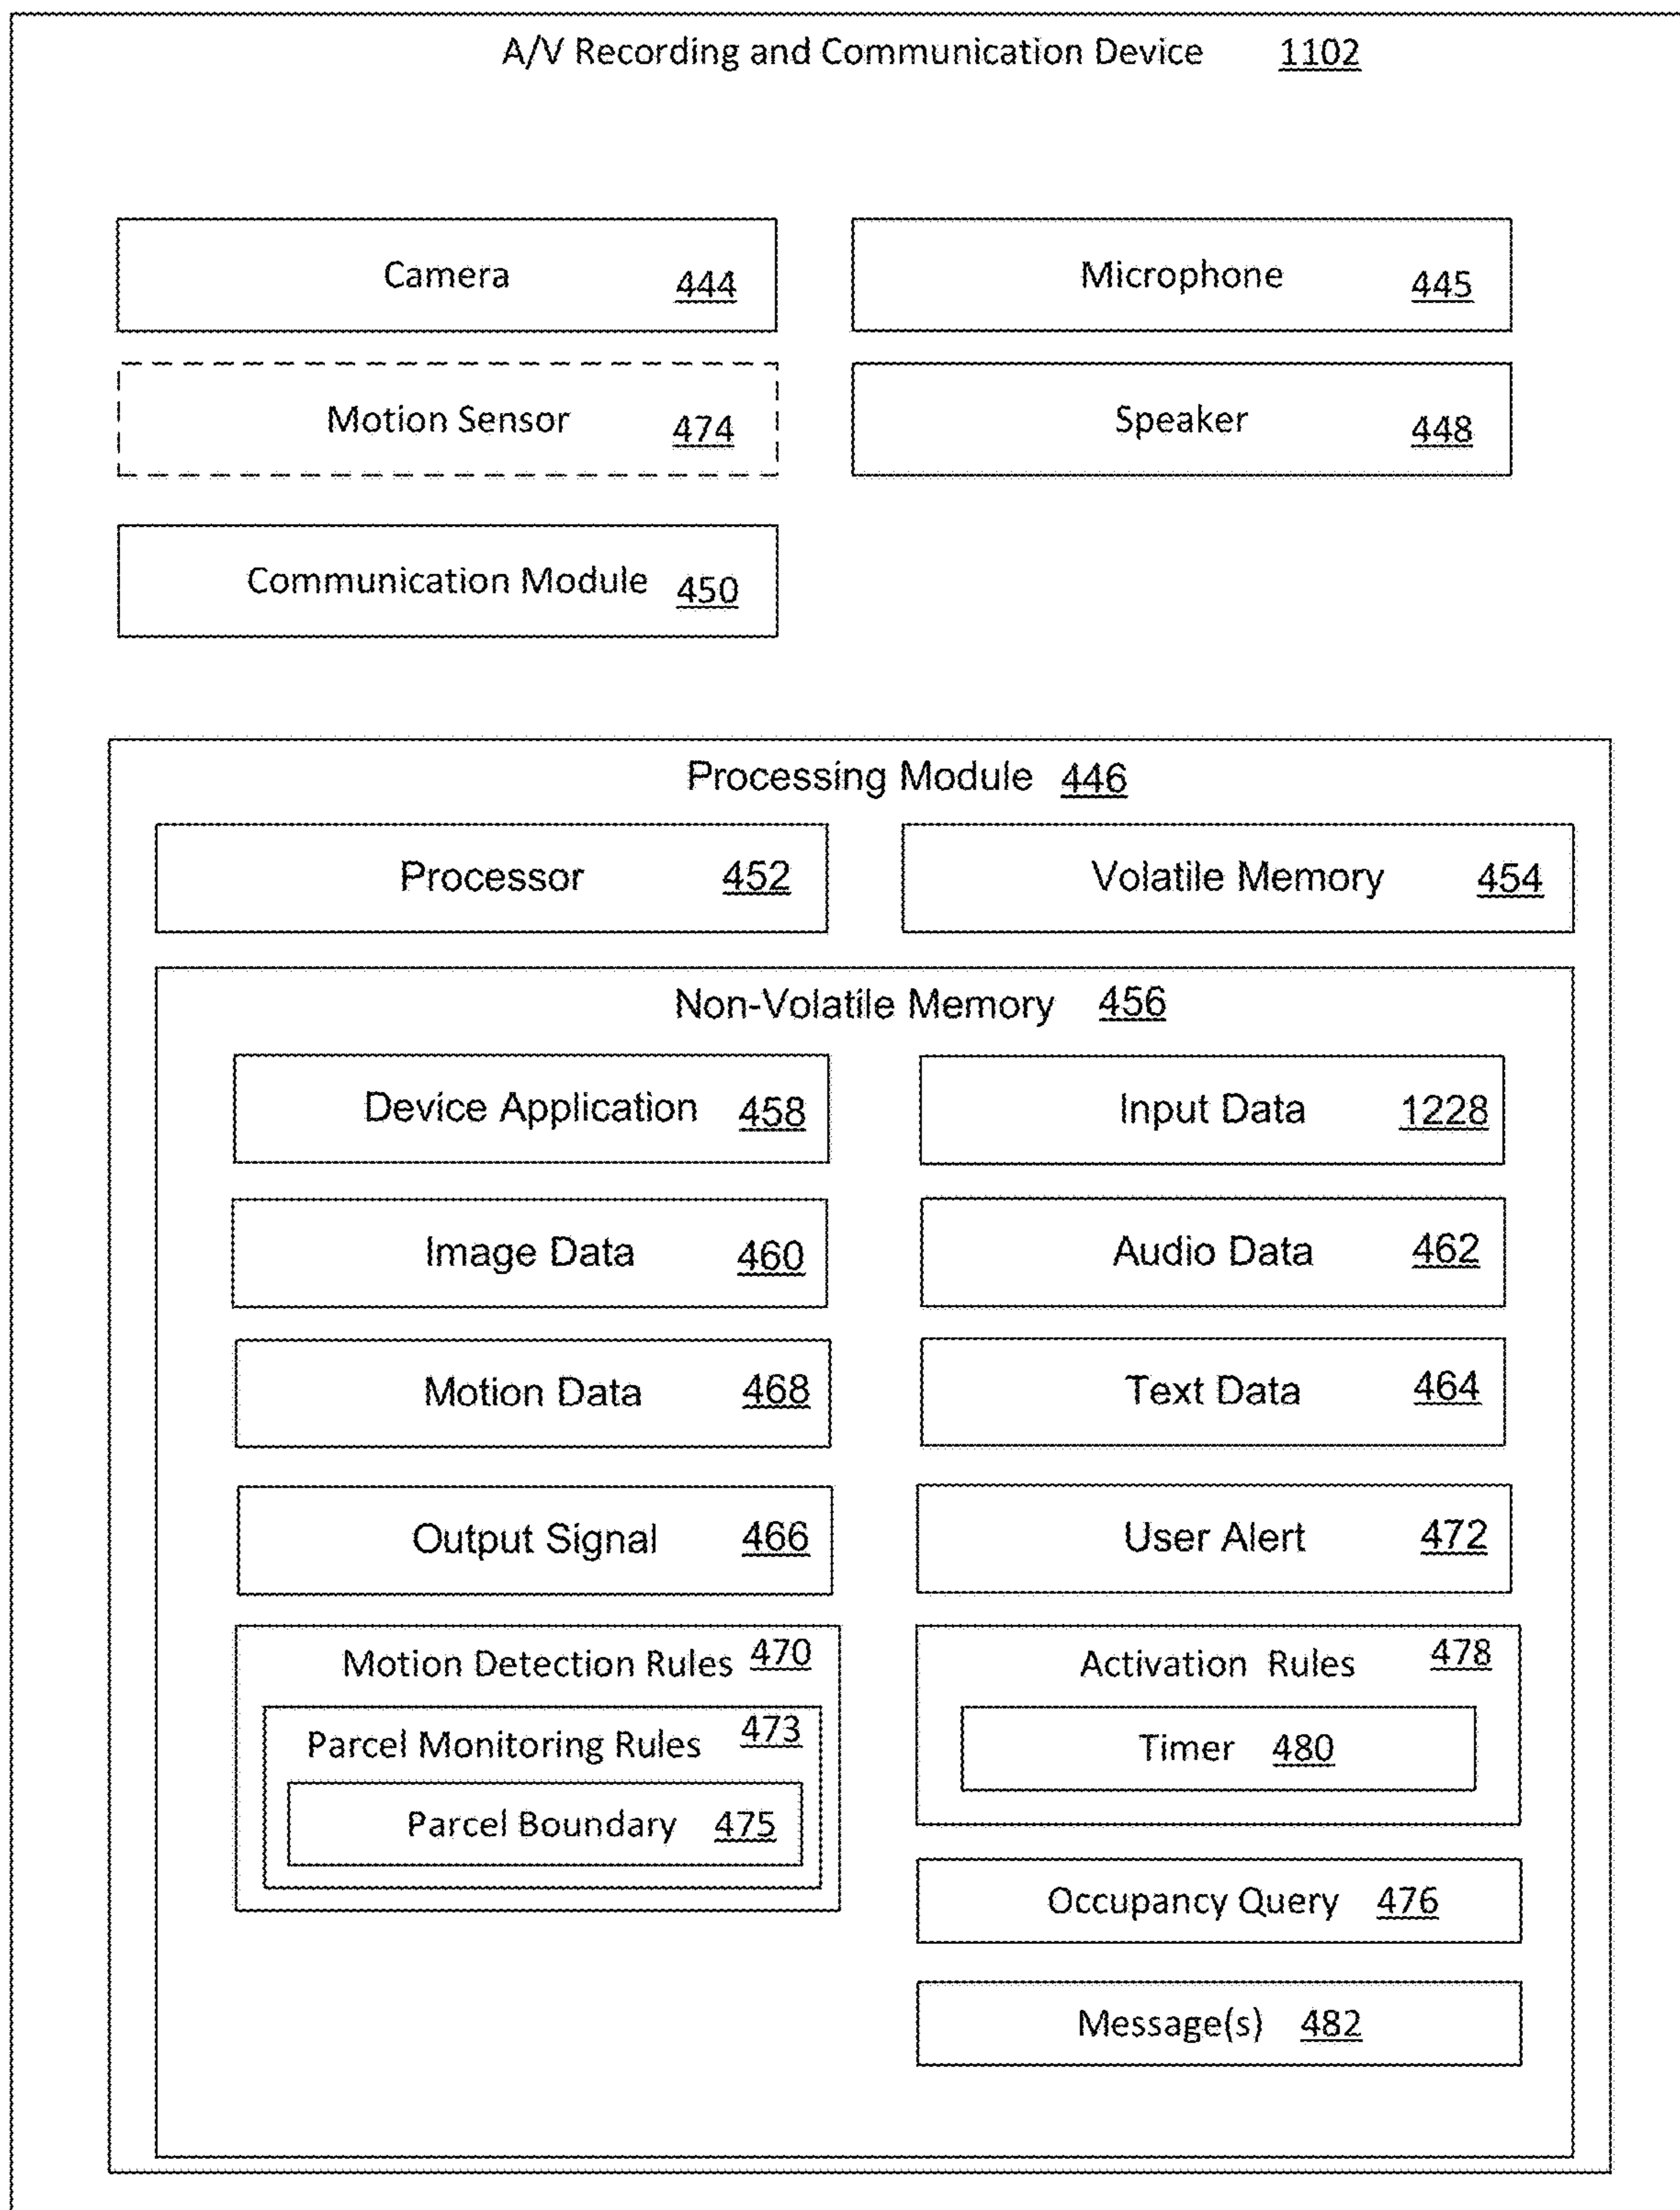 A/V Recording and Communication Device 1102
Camera 444
Microphone 445
Motion Sensor 474
Speaker 448
Communication Module 450
Processing Module 446
Processor 452
Volatile Memory 454
Non-Volatile Memory 456
Device Application 458
Input Data 1228
Image Data 460
Audio Data 462
Motion Data 468
Text Data 464
Output Signal 466
User Alert 472
Motion Detection Rules 470
Parcel Monitoring Rules 473
Parcel Boundary 475
Activation Rules 478
Timer 480
Occupancy Query 476
Message(s) 482